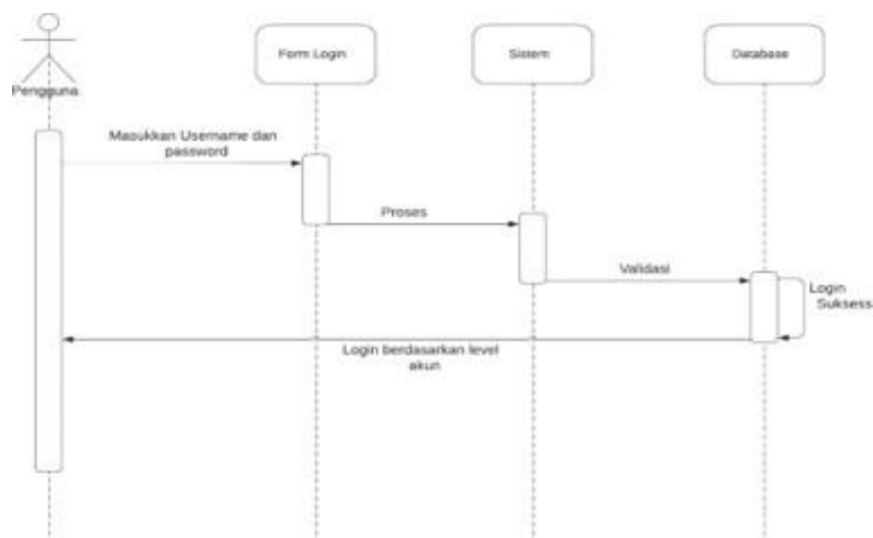 Form Login
Sistem
Database
Pengguna
Masukkan Username dan
password
Proses
Validasi
Login
Suksess
Login berdasarkan level
akun